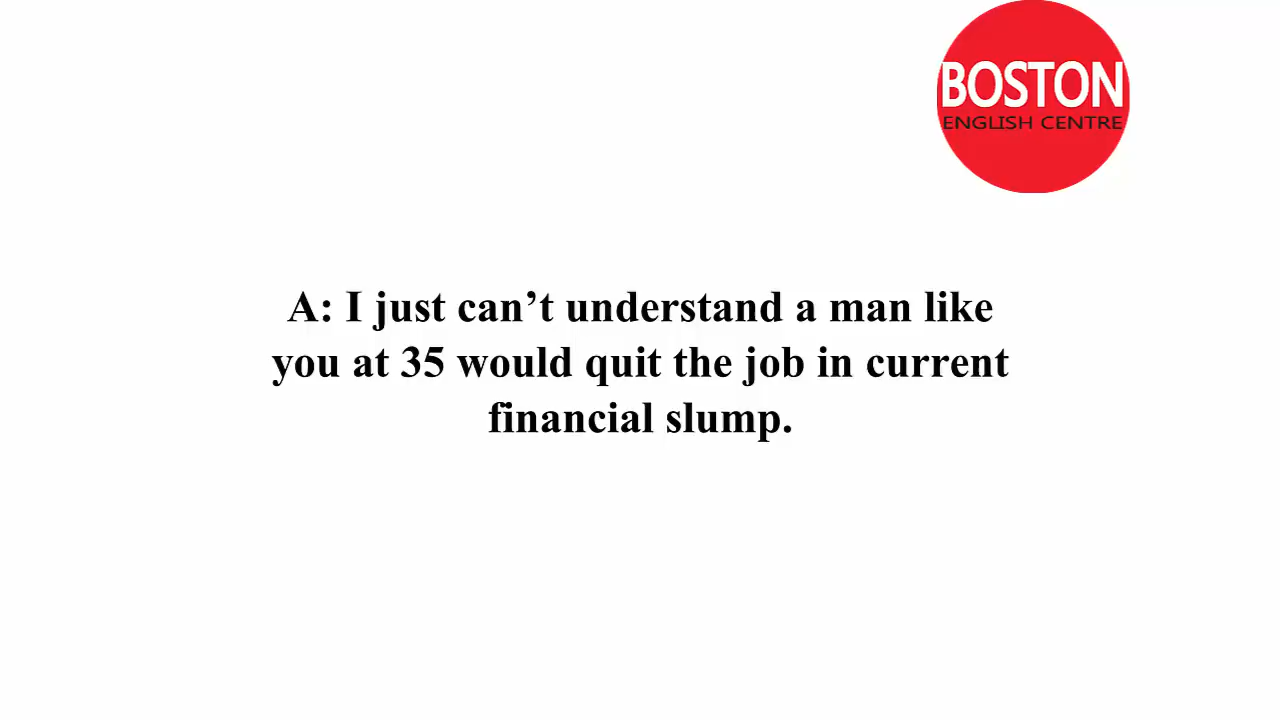 BOSTON
ENGLISH CENTRE
A: I just can’t understand a man like
you at 35 would quit the job in current
financial slump.